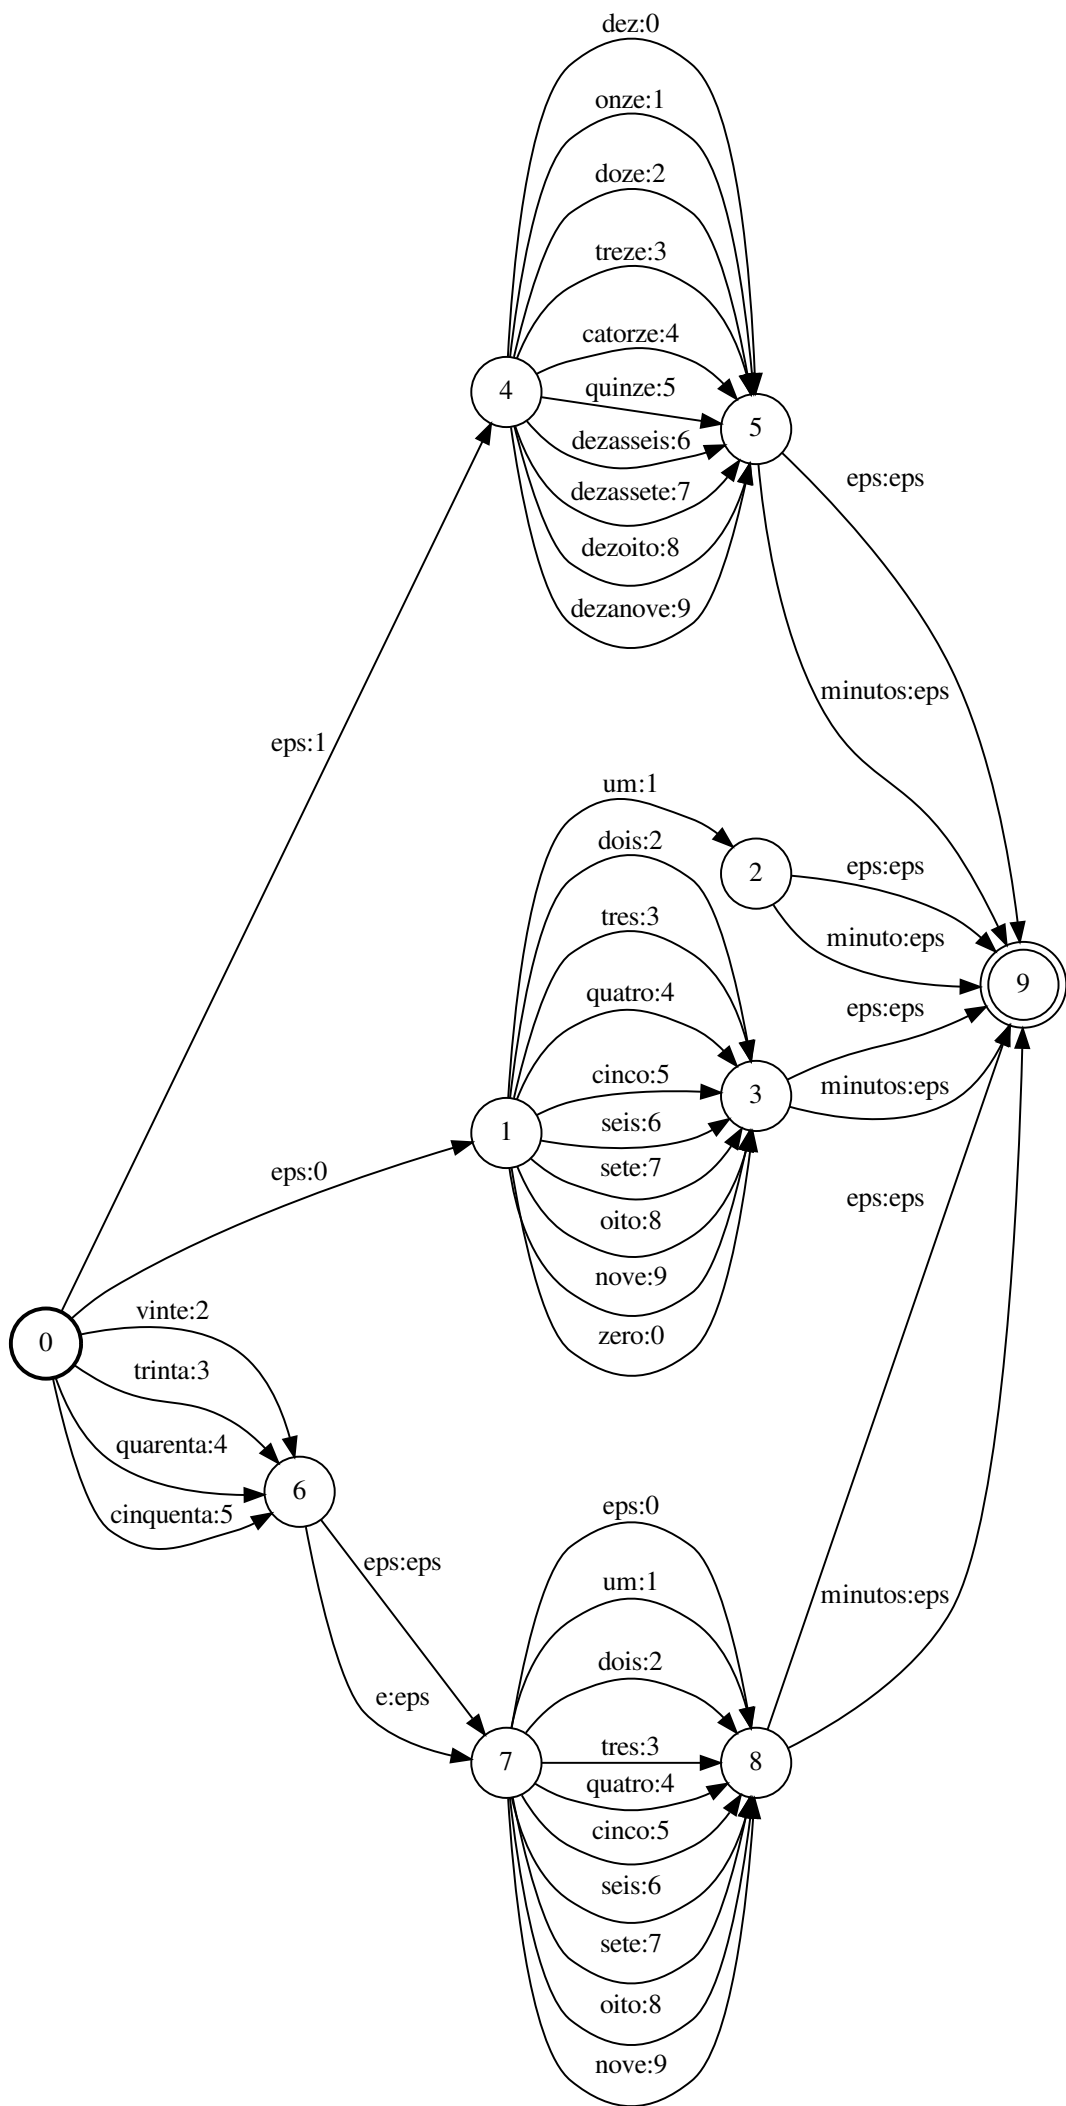 dez:0
onze:1
doze:2
treze:3
catorze:4
4
quinze:5
5
dezasseis:6
eps:eps
dezassete:7
dezoito:8
dezanove:9
minutos:eps
eps:1
um:1
dois:2
2
eps:eps
tres:3
minuto:eps
9
quatro:4
eps:eps
cinco:5
minutos:eps
3
seis:6
1
sete:7
eps:0
eps:eps
oito:8
nove:9
vinte:2
zero:0
0
trinta:3
quarenta:4
6
eps:0
cinquenta:5
eps:eps
um:1
minutos:eps
dois:2
e:eps
tres:3
7
8
quatro:4
cinco:5
seis:6
sete:7
oito:8
nove:9